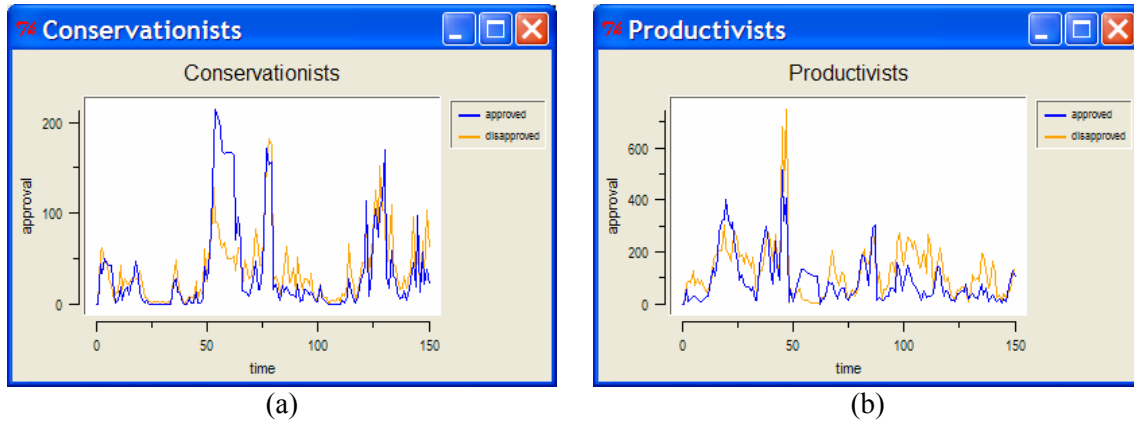 Conservationists
Conservationists
approved
disapproved
200
100
0
approval
0
50
100
150
time
(a)
Productivists
Productivists
approved
disapproved
600
400
200
0
approval
0
50
100
150
time
(b)